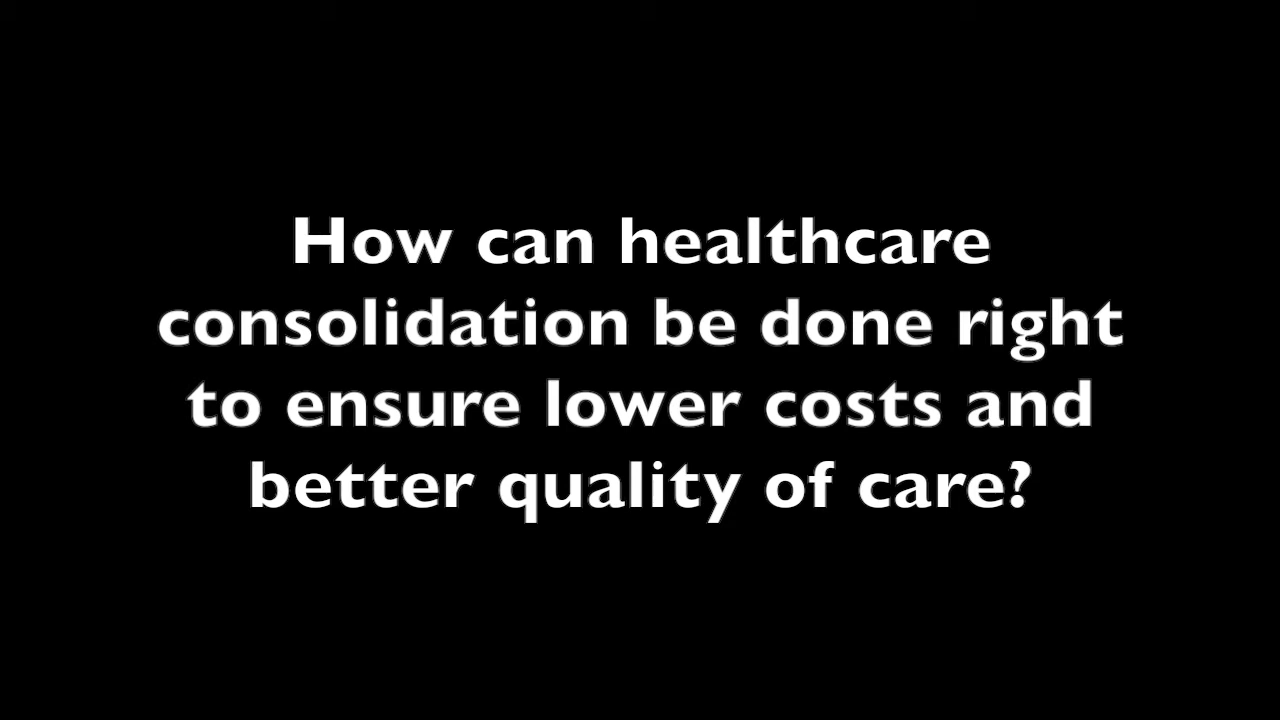 How can healthcare
consolidation be done right
to ensure lower costs and
better quality of care?